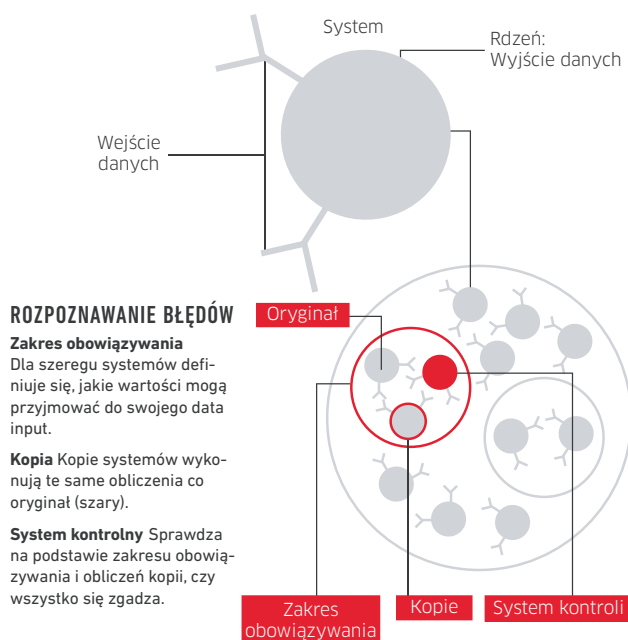 System
Rdzeń:
Wyjście danych
Wejście
danych
ROZPOZNAWANIE BŁĘDÓW
Zakres obowiązywania
Dla szeregu systemów defi-
niuje się, jakie wartości mogą
przyjmować do swojego data
input.
Kopia Kopie systemów wyko-
nują te same obliczenia co
oryginał (szary).
System kontrolny Sprawdza
na podstawie zakresu obowią-
zywania i obliczeń kopii, czy
wszystko się zgadza.
Oryginał
Zakres
obowiązywania
Kopie
System kontroli